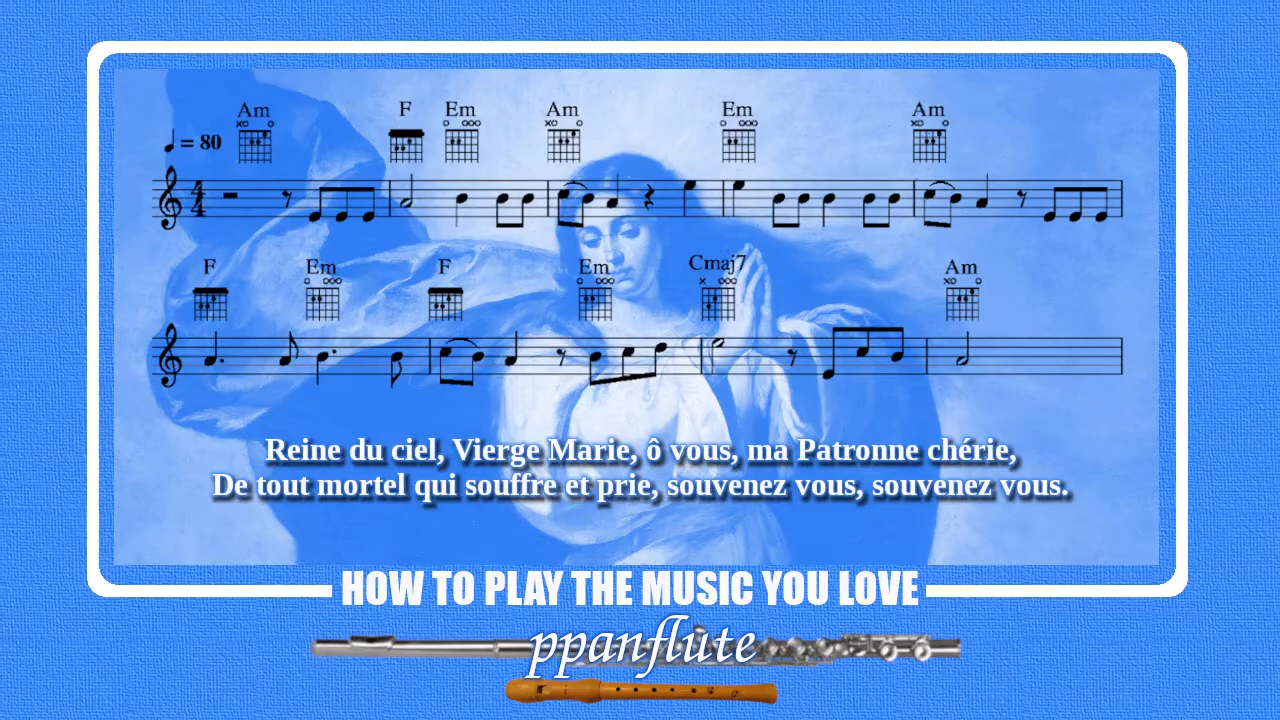 Am F Em Am Em Am
♩ = 80
F Em F Em Cmaj7 Am
Reine du ciel, Vierge Marie, ô vous, ma Patronne chérie,
De tout mortel qui souffre et prie, souvenez vous, souvenez vous.
HOW TO PLAY THE MUSIC YOU LOVE
ppanflute